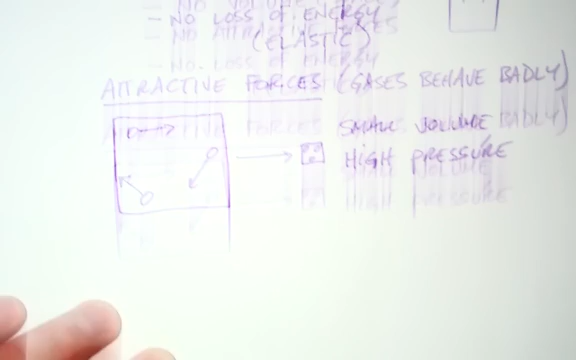 - NO LOSS OF ENERGY
(ELASTIC)
ATTRACTIVE FORCES (GASES BEHAVE BADLY)
SMALL VOLUME
HIGH PRESSURE